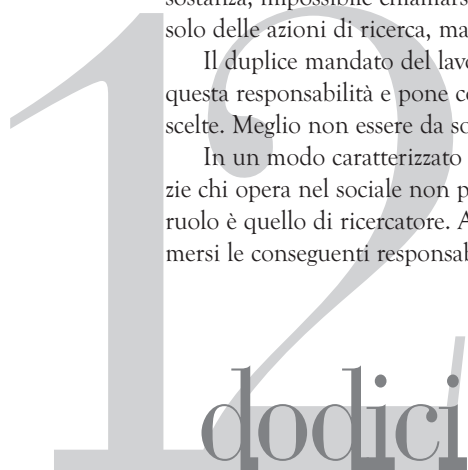 sostanza, impossibile chiamars
solo delle azioni di ricerca, ma
Il duplice mandato del lavo
questa responsabilità e pone co
scelte. Meglio non essere da so
In un modo caratterizzato
zie chi opera nel sociale non p
ruolo è quello di ricercatore. A
mersi le conseguenti responsab
12
dodici